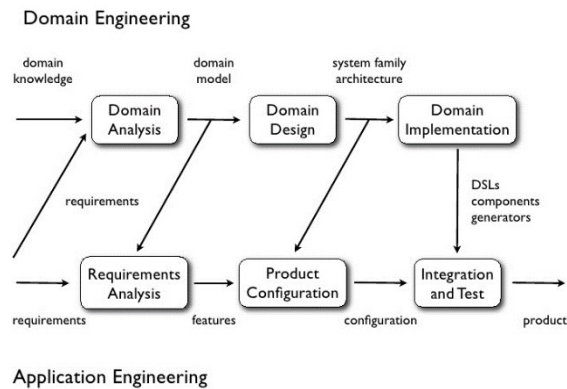 Domain Engineering
domain
knowledge
domain
model
system family
architecture
Domain
Analysis
Domain
Design
Domain
Implementation
requirements
DSLs
components
generators
Requirements
Analysis
Product
Configuration
Integration
and Test
requirements
features
configuration
product
Application Engineering